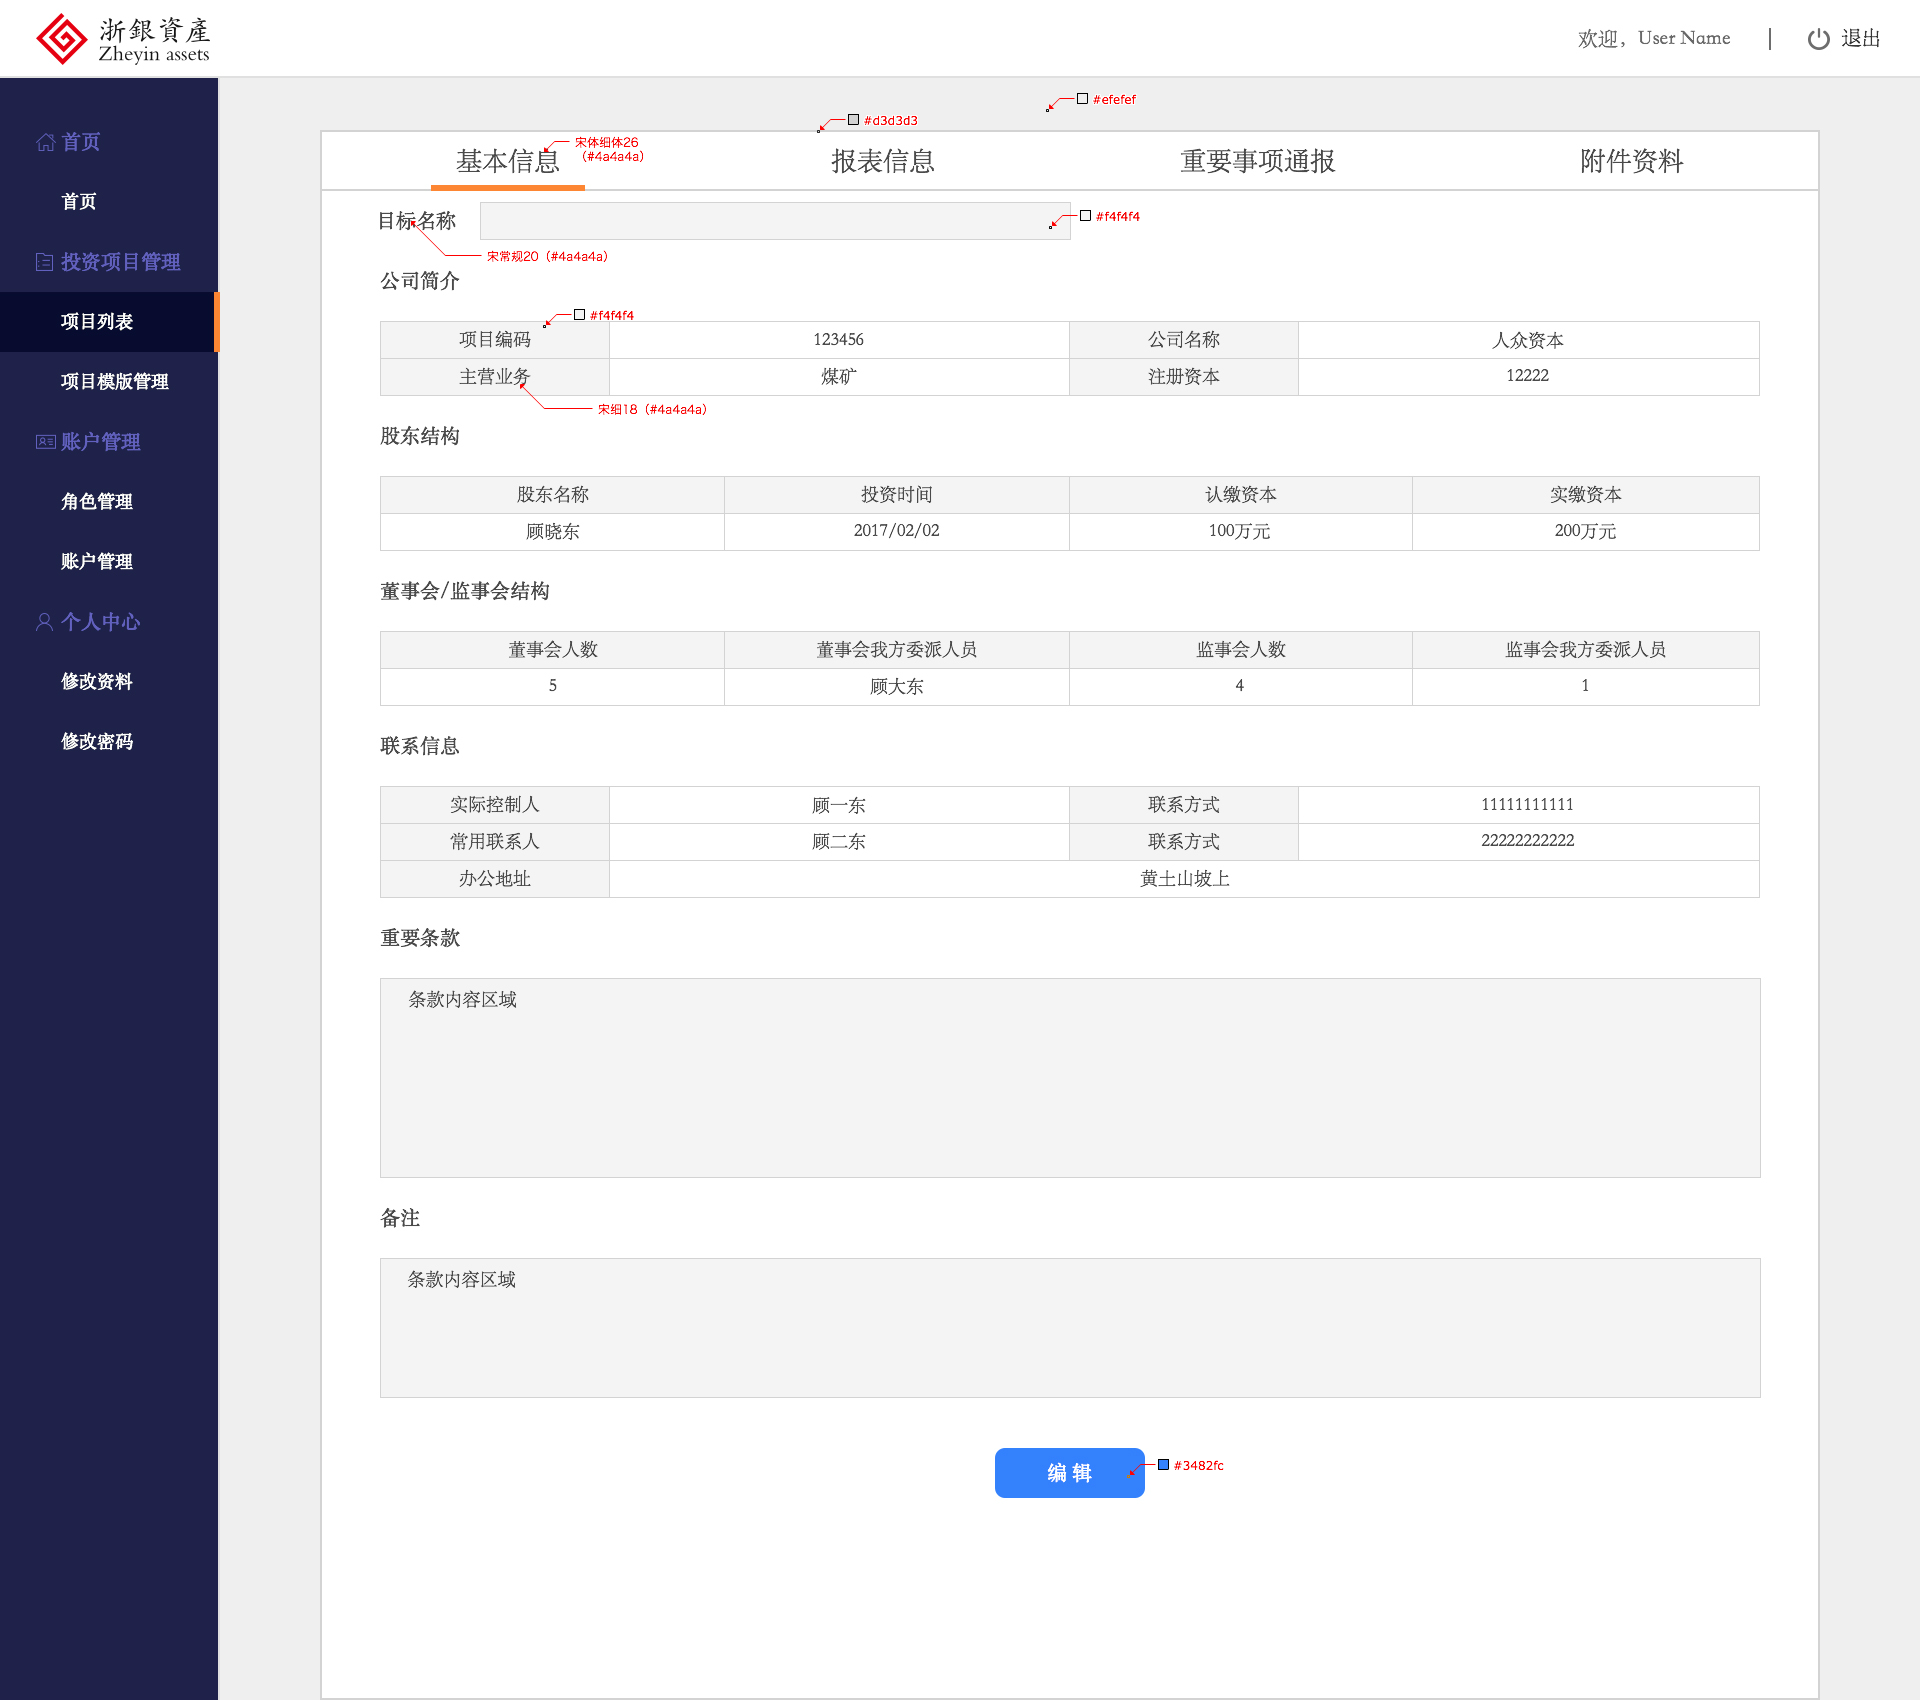 浙銀資產
Zheyin assets
欢迎，User Name
退出
首页
首页
投资项目管理
项目列表
项目模版管理
账户管理
角色管理
账户管理
个人中心
修改资料
修改密码
#efefef
#d3d3d3
基本信息 报表信息 重要事项通报 附件资料
宋体细体26
（#4a4a4a）
目标名称
#f4f4f4
宋常规20（#4a4a4a）
公司简介
#f4f4f4
项目编码 123456 公司名称 人众资本
主营业务 煤矿 注册资本 12222
宋细18（#4a4a4a）
股东结构
股东名称 投资时间 认缴资本 实缴资本
顾晓东 2017/02/02 100万元 200万元
董事会/监事会结构
董事会人数 董事会我方委派人员 监事会人数 监事会我方委派人员
5 顾大东 4 1
联系信息
实际控制人 顾一东 联系方式 11111111111
常用联系人 顾二东 联系方式 22222222222
办公地址 黄土山坡上
重要条款
条款内容区域
备注
条款内容区域
编 辑
#3482fc